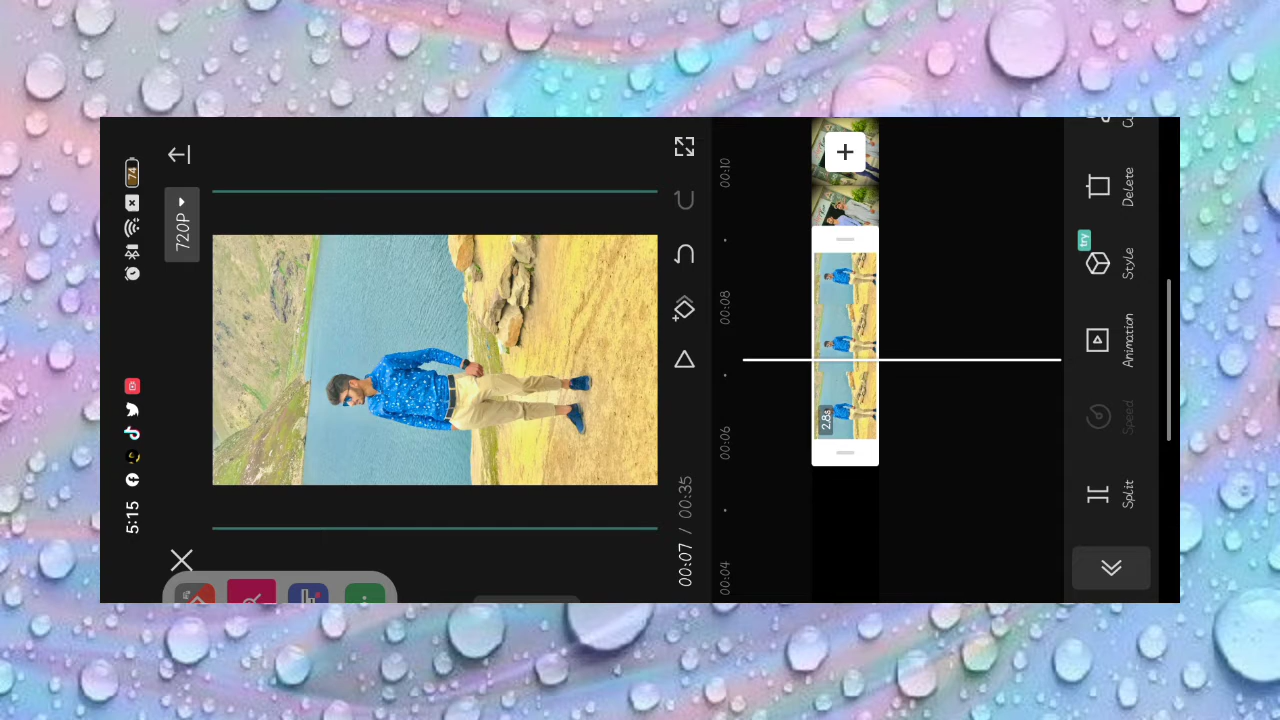 5:15
74
720P
00:07 / 00:35
00:04
00:06
00:08
00:10
2.8s
Split
Speed
Animation
Style
try
Delete